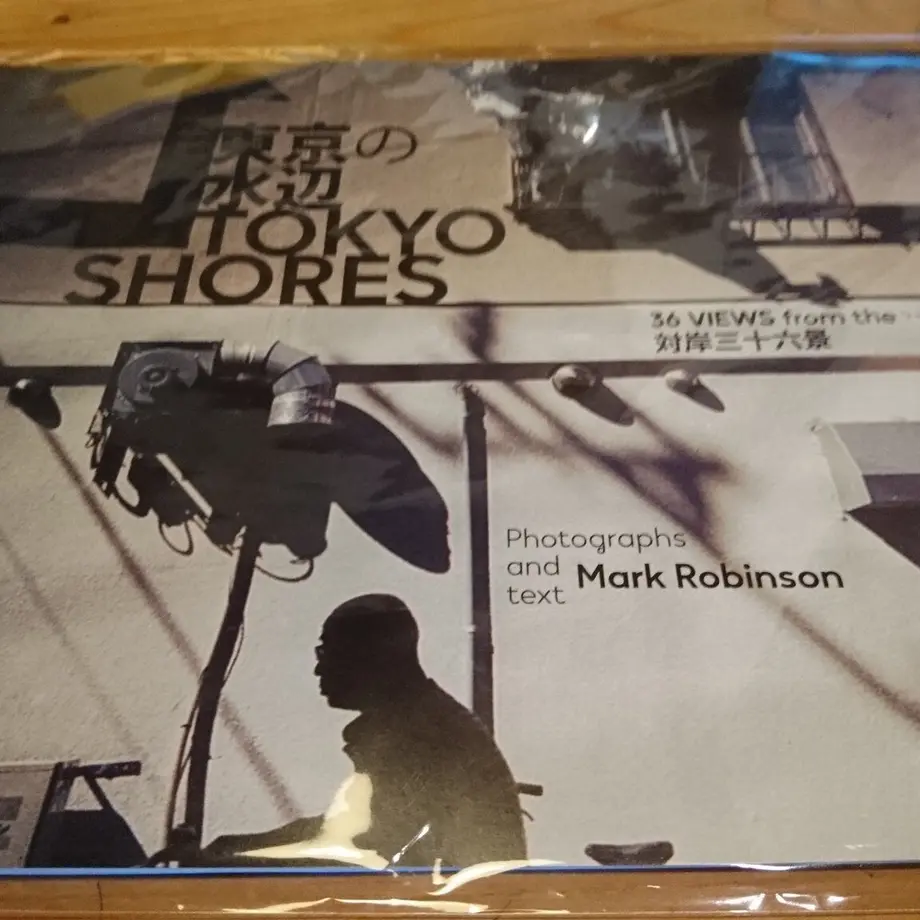 東京の
水辺
TOKYO
SHORES
36 VIEWS from the
対岸三十六景
Photographs
and
text
Mark Robinson